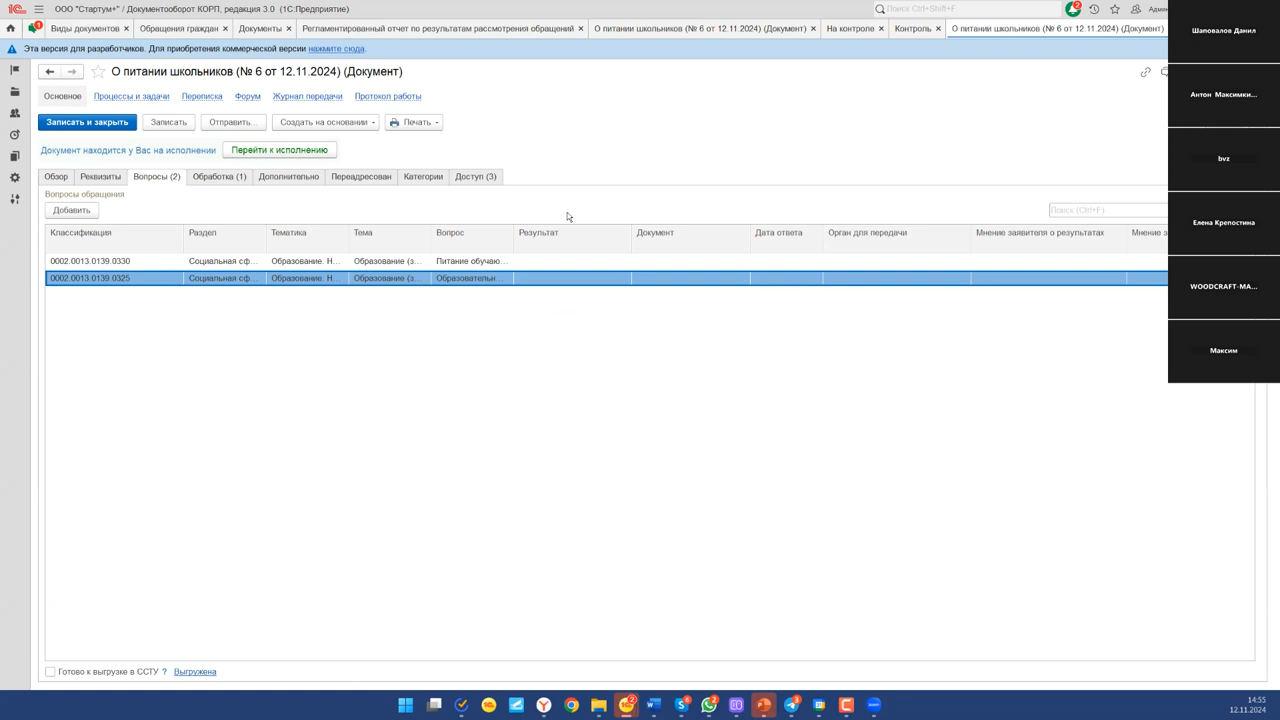 ООО "Стартум+" / Документооборот КОРП, редакция 3.0 (1С:Предприятие)
Поиск Ctrl+Shift+F
2
1
Виды документов ×
Обращения граждан ×
Документы ×
Регламентированный отчет по результатам рассмотрения обращений ×
О питании школьников (№ 6 от 12.11.2024) (Документ) ×
На контроле ×
Контроль ×
О питании школьников (№ 6 от 12.11.2024) (Документ)
Эта версия для разработчиков. Для приобретения коммерческой версии нажмите сюда.
О питании школьников (№ 6 от 12.11.2024) (Документ)
Основное Процессы и задачи Переписка Форум Журнал передачи Протокол работы
Записать и закрыть Записать Отправить... Создать на основании Печать
Документ находится у Вас на исполнении Перейти к исполнению
Обзор Реквизиты Вопросы (2) Обработка (1) Дополнительно Переадресован Категории Доступ (3)
Вопросы обращения
Добавить Поиск (Ctrl+F)
Классификация Раздел Тематика Тема Вопрос Результат Документ Дата ответа Орган для передачи Мнение заявителя о результатах Мнение з
0002.0013.0139.0330 Социальная сф... Образование. Н... Образование (з... Питание обучаю...
0002.0013.0139.0325 Социальная сф... Образование. Н... Образование (з... Образовательн...
Готово к выгрузке в ССТУ ? Выгружена
Шаповалов Данил
Антон Максимки...
bvz
Елена Крепостина
WOODCRAFT-MA...
Максим
14:55
12.11.2024